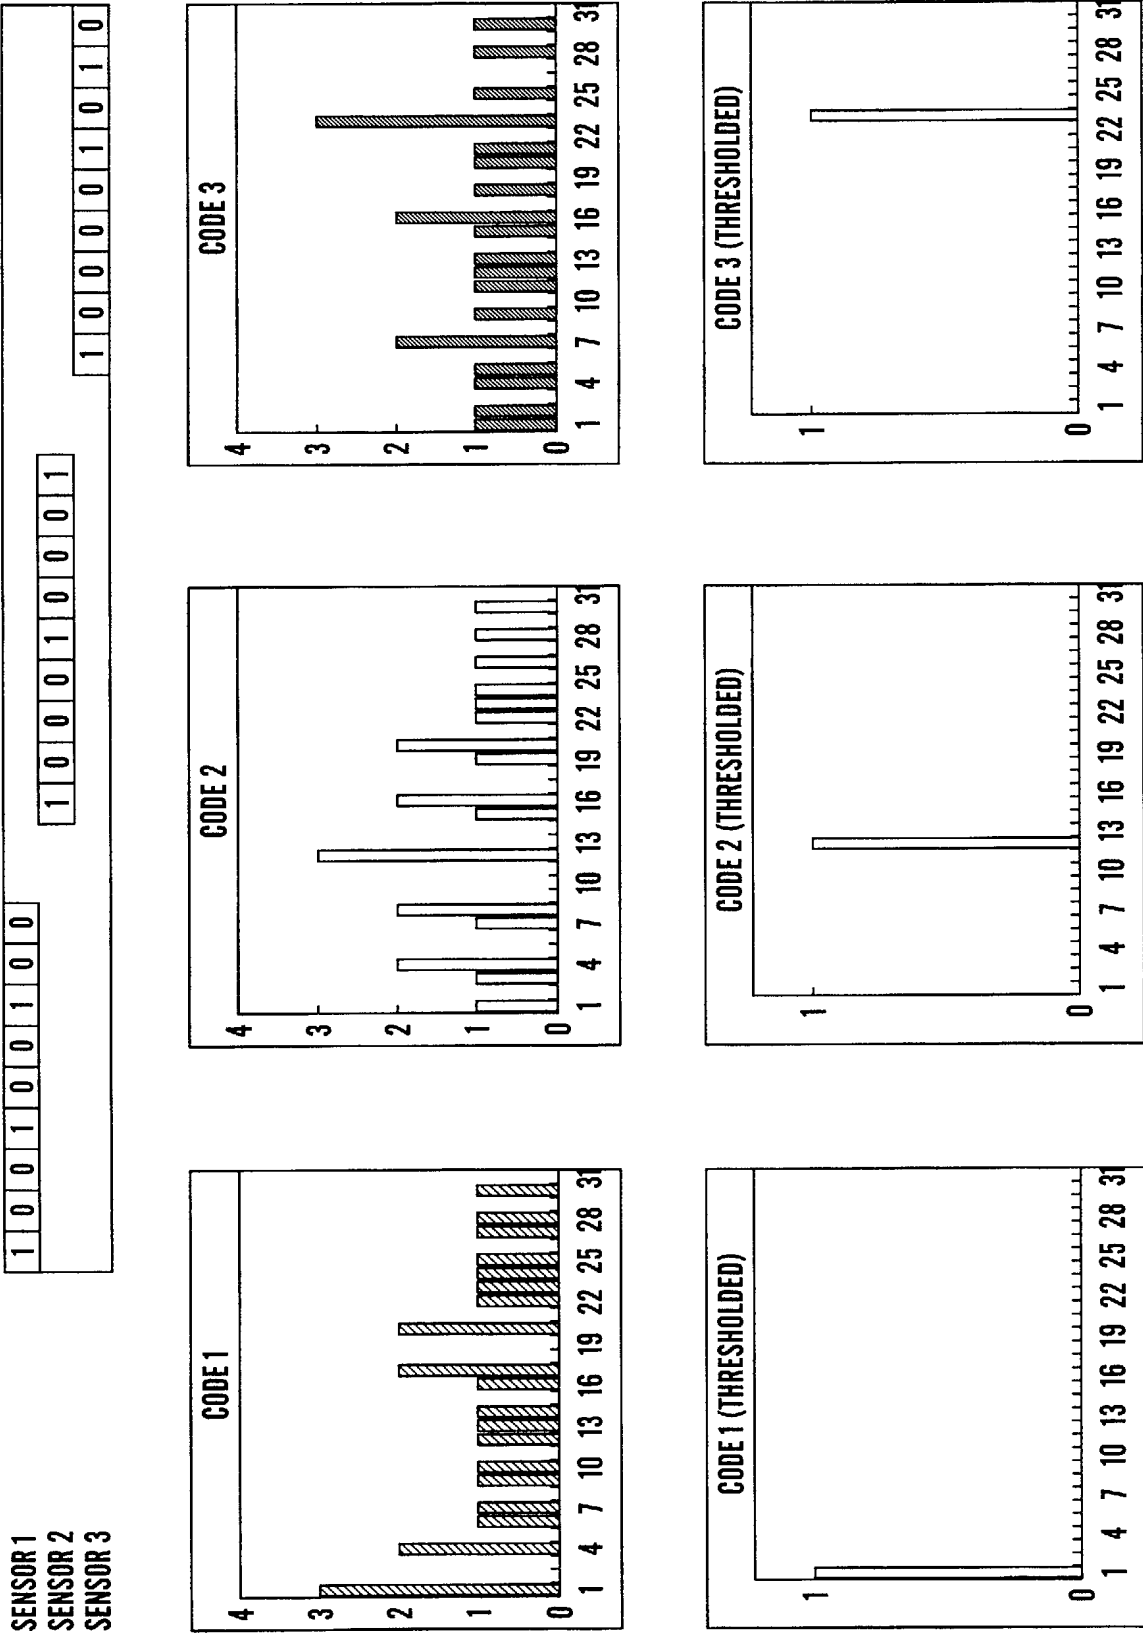 SENSOR 1 1 0 0 1 0 0 1 0 0
SENSOR 2 1 0 0 0 1 0 0 0 1
SENSOR 3 1 0 0 0 0 1 0 1 0
CODE 1
4
3
2
1
0
1 4 7 10 13 16 19 22 25 28 31
CODE 2
4
3
2
1
0
1 4 7 10 13 16 19 22 25 28 31
CODE 3
4
3
2
1
0
1 4 7 10 13 16 19 22 25 28 31
CODE 1 (THRESHOLDED)
1
0
1 4 7 10 13 16 19 22 25 28 31
CODE 2 (THRESHOLDED)
1
0
1 4 7 10 13 16 19 22 25 28 31
CODE 3 (THRESHOLDED)
1
0
1 4 7 10 13 16 19 22 25 28 31